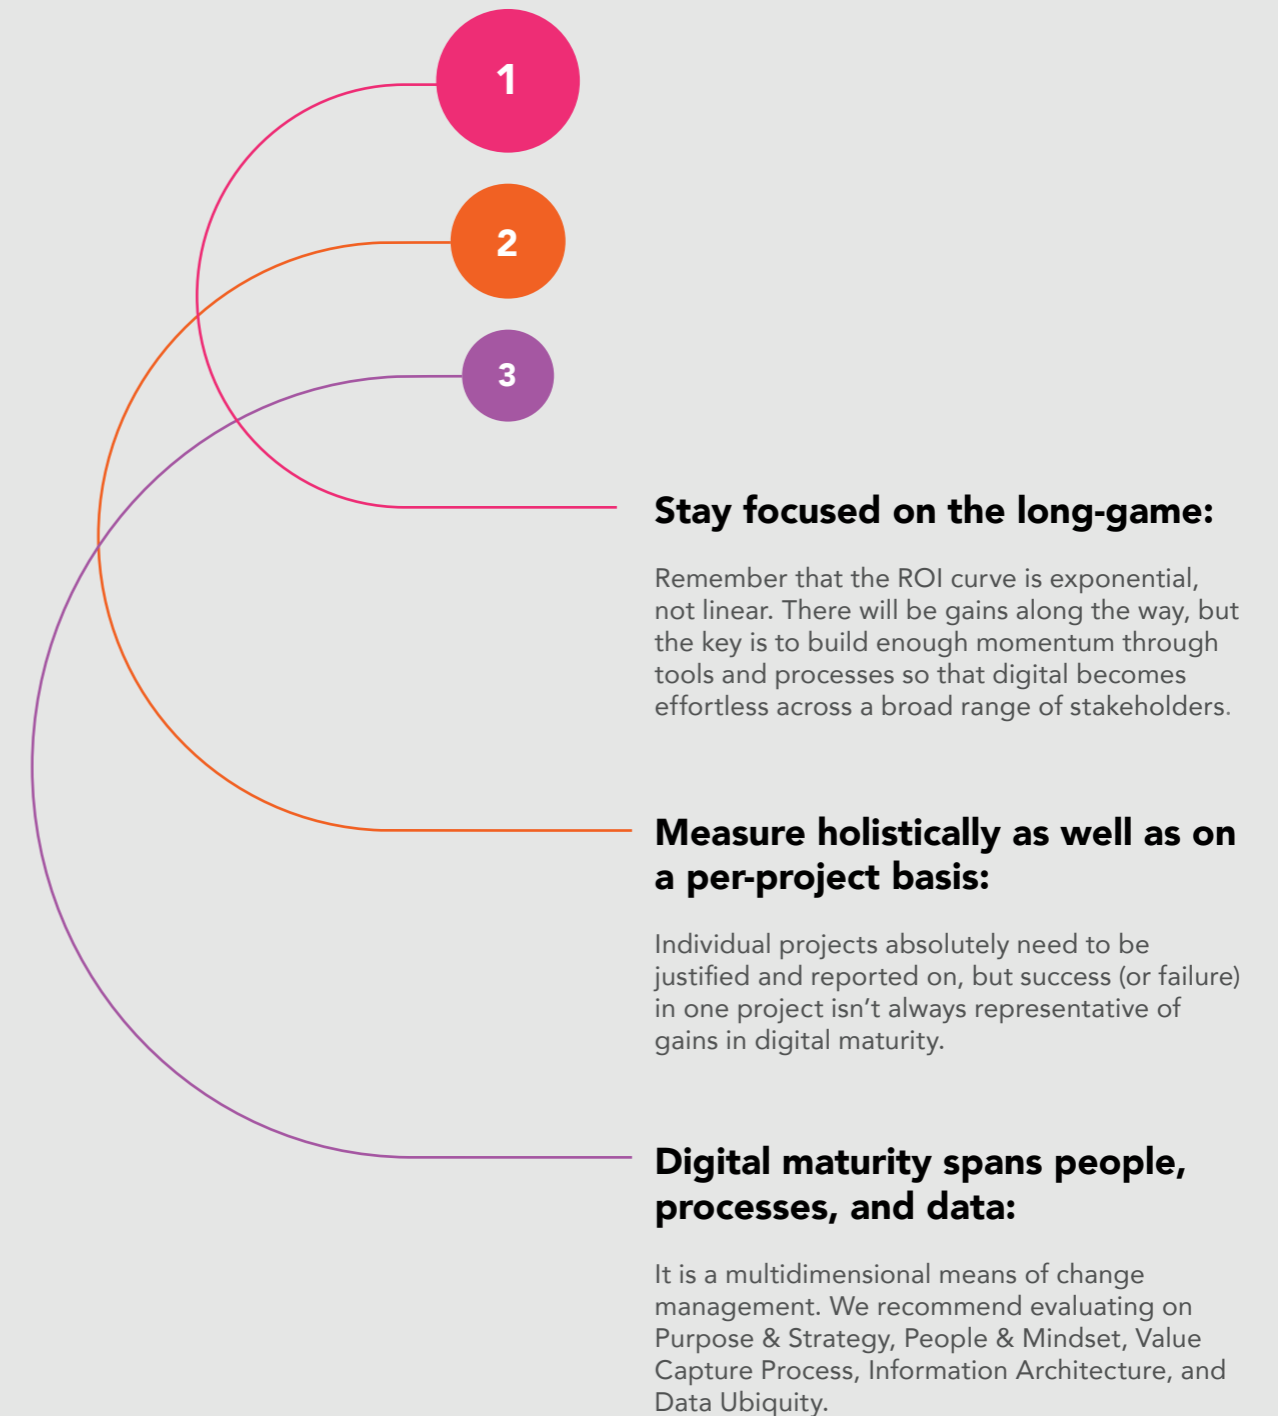 1
2
3
Stay focused on the long-game:
Remember that the ROI curve is exponential,
not linear. There will be gains along the way, but
the key is to build enough momentum through
tools and processes so that digital becomes
effortless across a broad range of stakeholders.
Measure holistically as well as on
a per-project basis:
Individual projects absolutely need to be
justified and reported on, but success (or failure)
in one project isn’t always representative of
gains in digital maturity.
Digital maturity spans people,
processes, and data:
It is a multidimensional means of change
management. We recommend evaluating on
Purpose & Strategy, People & Mindset, Value
Capture Process, Information Architecture, and
Data Ubiquity.